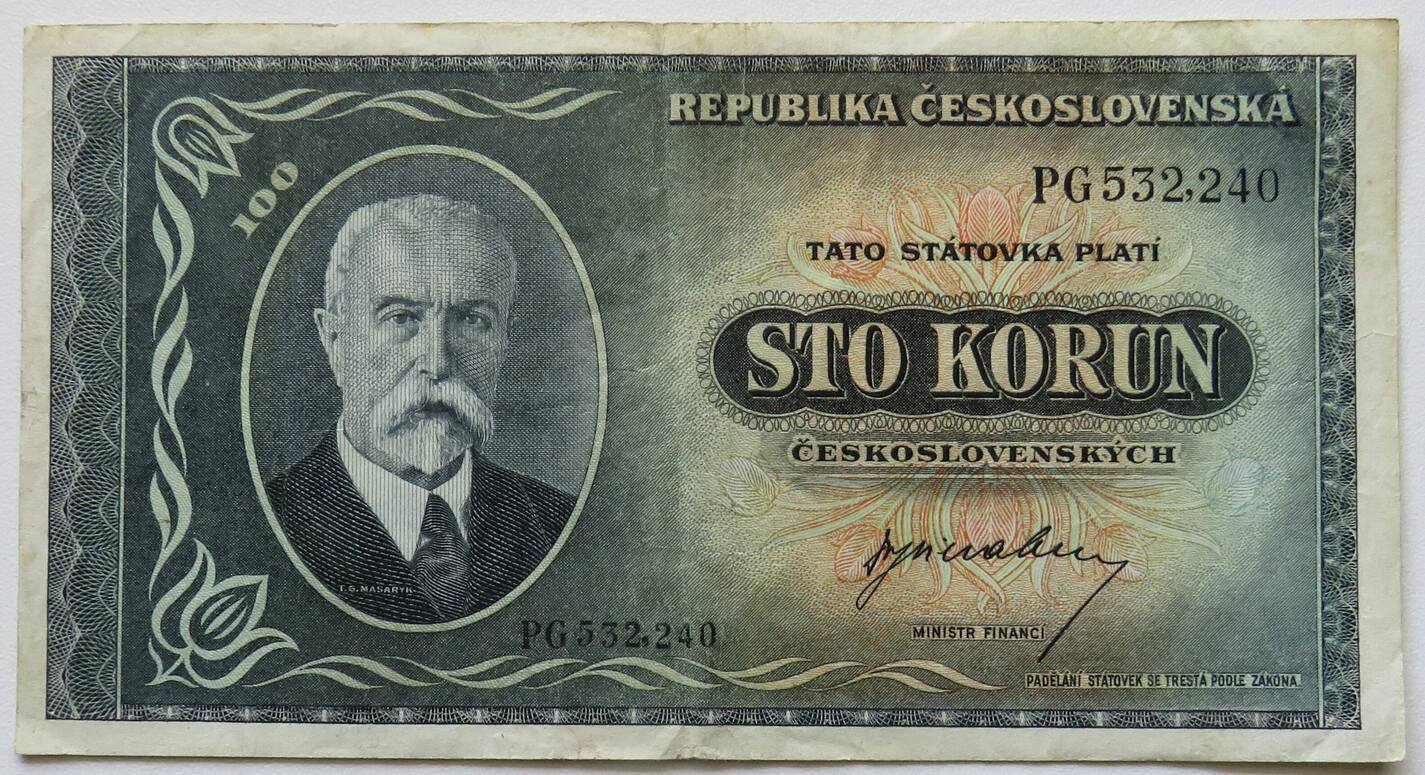 REPUBLIKA ČESKOSLOVENSKÁ
100
PG 532,240
TATO STÁTOVKA PLATÍ
STO KORUN
ČESKOSLOVENSKÝCH
T.G. MASARYK
PG 532,240
MINISTR FINANCÍ
PADĚLÁNÍ STÁTOVEK SE TRESTÁ PODLE ZÁKONA.